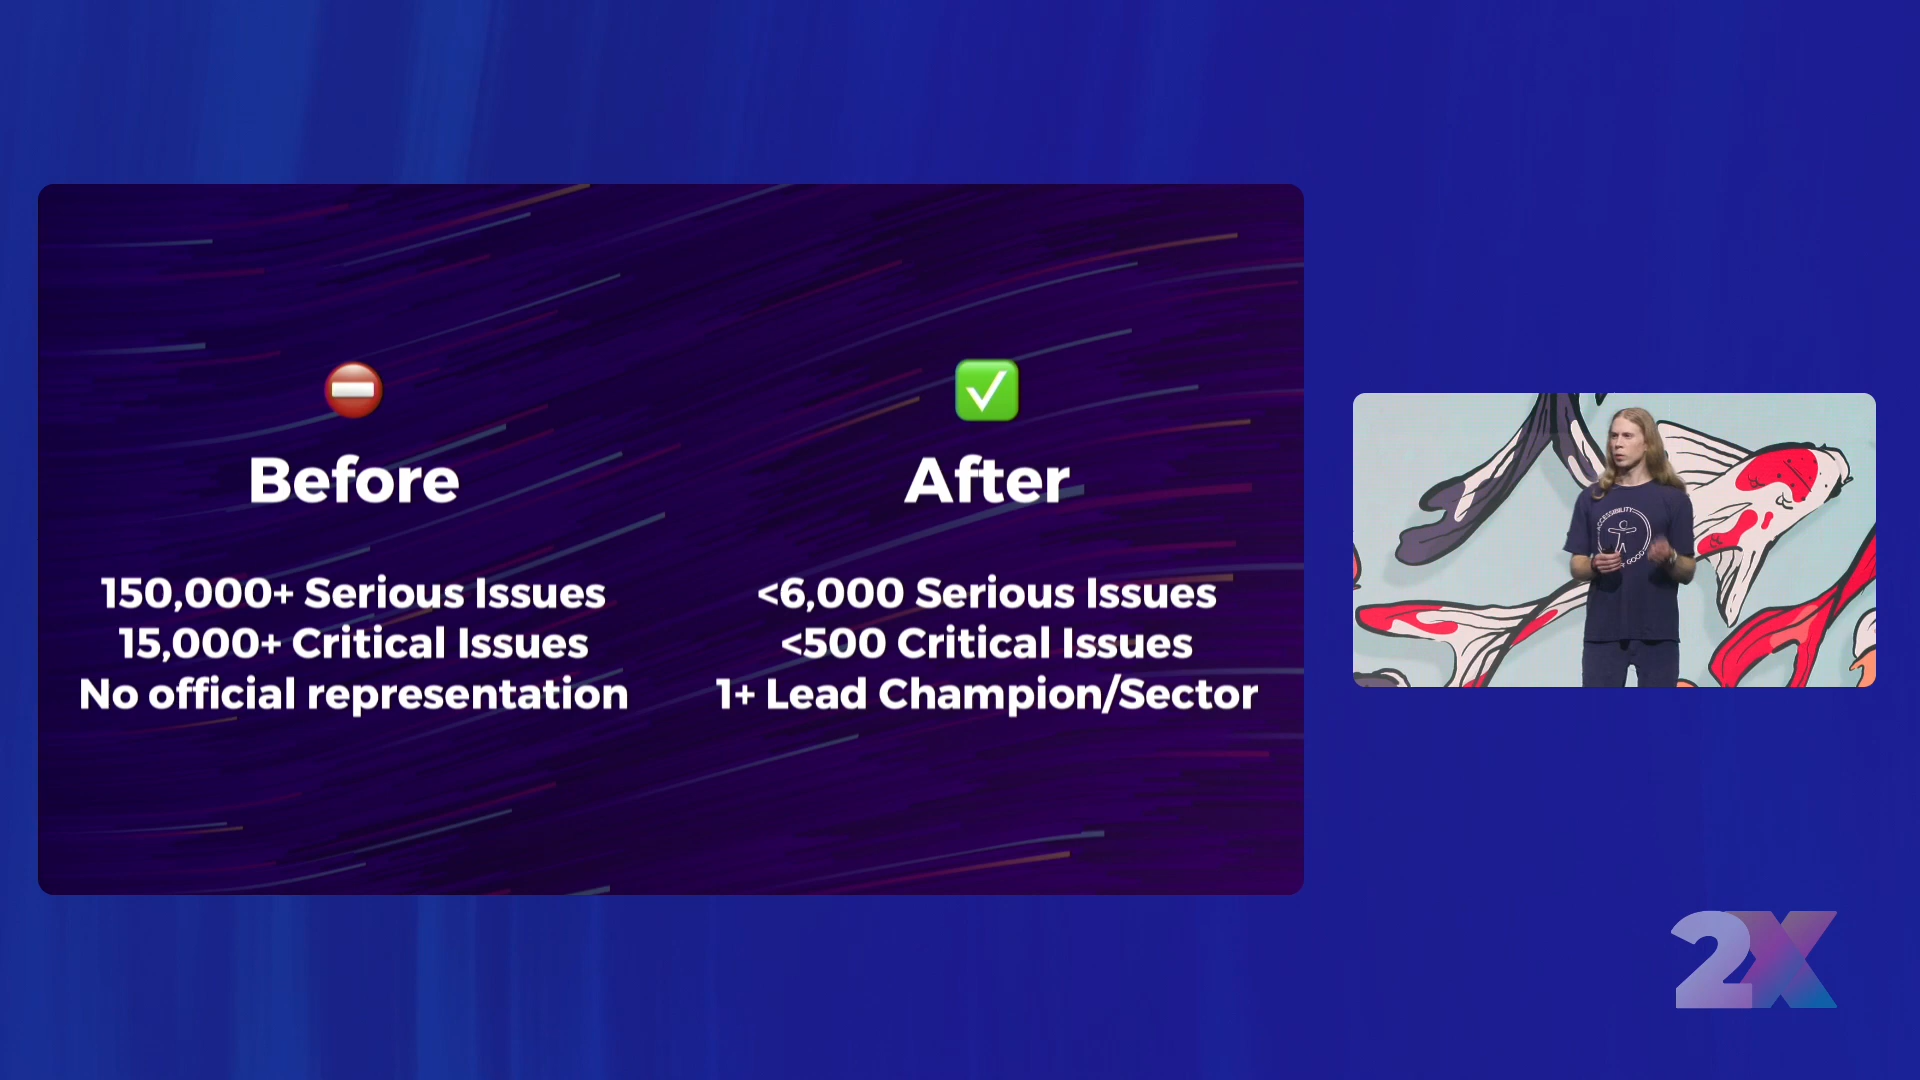 Before
150,000+ Serious Issues
15,000+ Critical Issues
No official representation
After
<6,000 Serious Issues
<500 Critical Issues
1+ Lead Champion/Sector
GOOD
2X